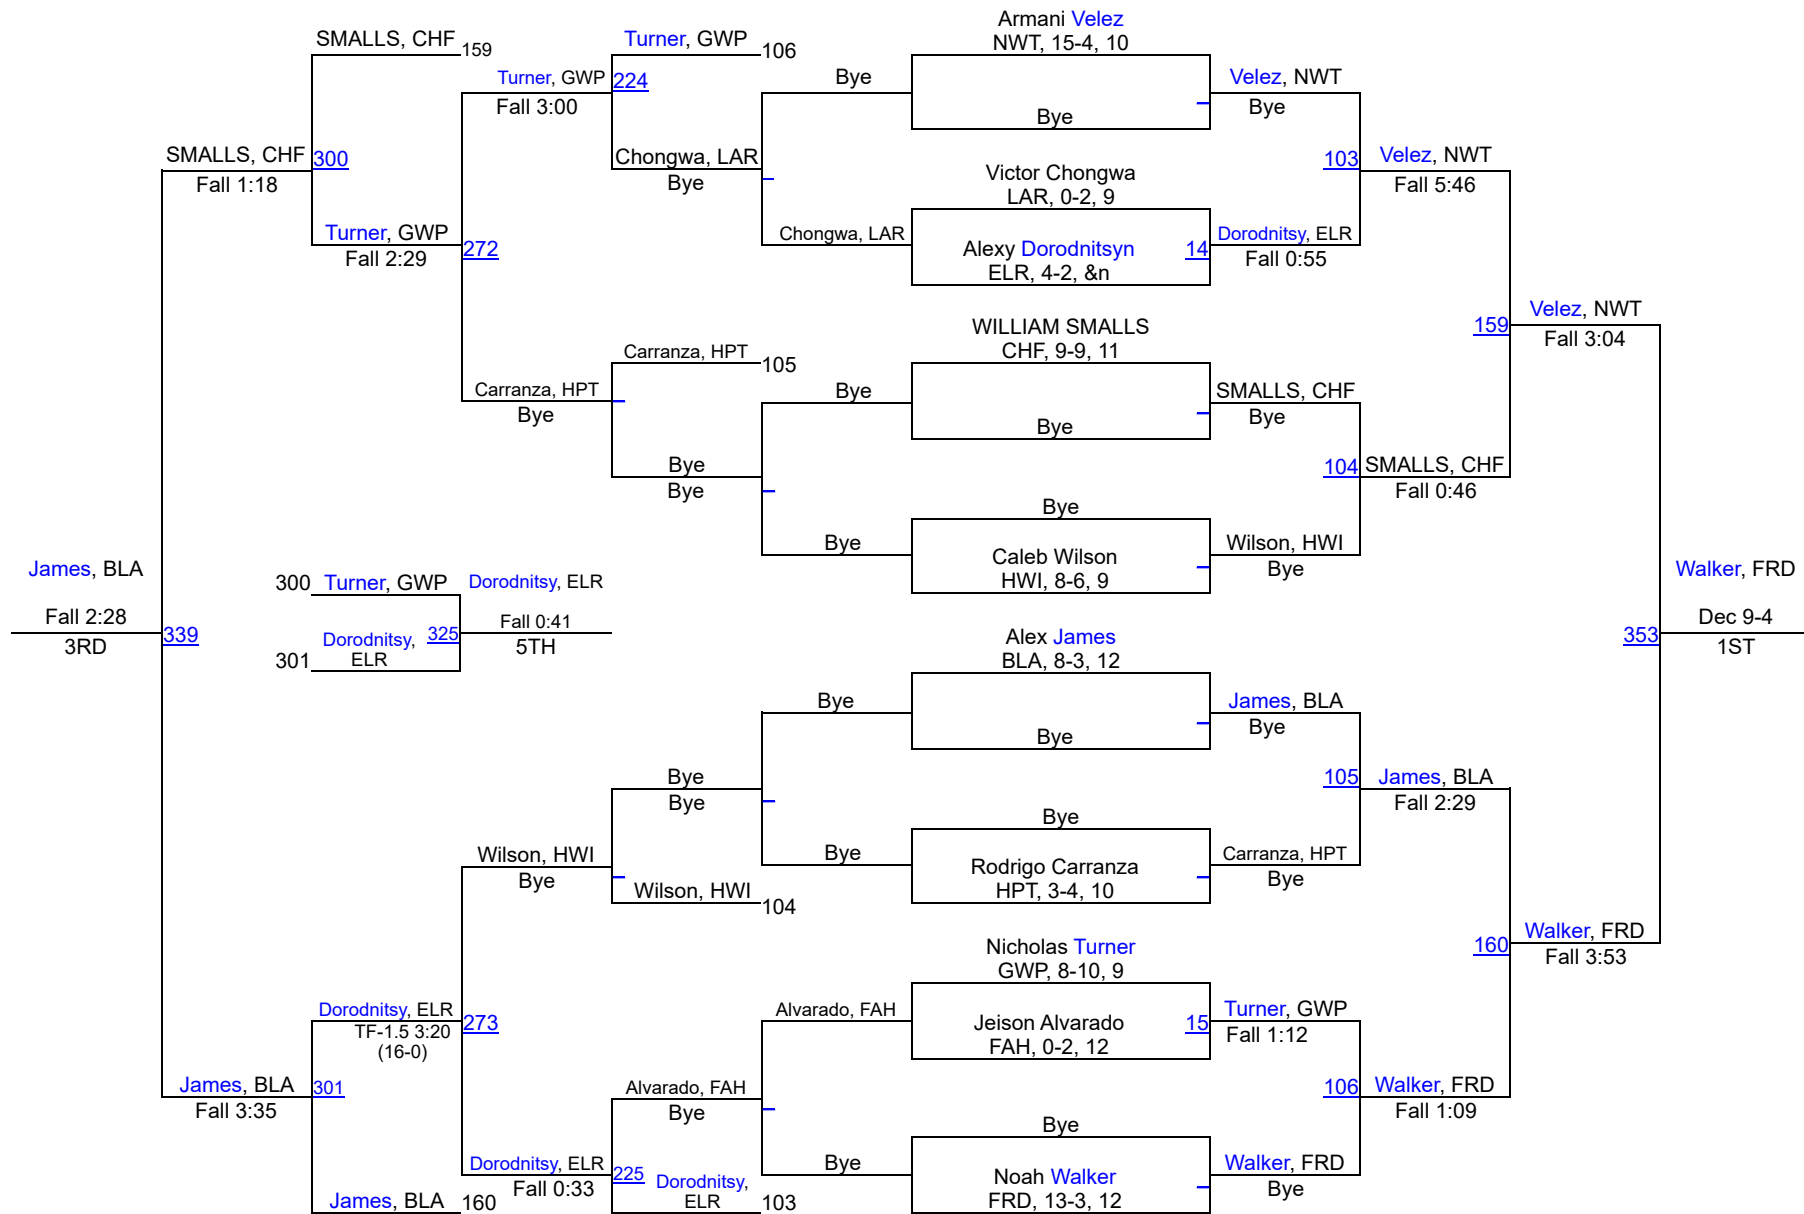 Armani Velez
NWT, 15-4, 10
SMALLS, CHF
159
Turner, GWP
106
Turner, GWP
224
Fall 3:00
Bye
Bye
Velez, NWT
Bye
SMALLS, CHF
300
Fall 1:18
Chongwa, LAR
Bye
Victor Chongwa
LAR, 0-2, 9
103
Velez, NWT
Fall 5:46
Turner, GWP
272
Fall 2:29
Chongwa, LAR
Alexy Dorodnitsyn
14
ELR, 4-2, &n
Dorodnitsy, ELR
Fall 0:55
WILLIAM SMALLS
CHF, 9-9, 11
159
Velez, NWT
Fall 3:04
Carranza, HPT
105
Carranza, HPT
Bye
Bye
Bye
SMALLS, CHF
Bye
Bye
Bye
104
SMALLS, CHF
Fall 0:46
Bye
Bye
Caleb Wilson
HWI, 8-6, 9
Wilson, HWI
Bye
James, BLA
Fall 2:28
3RD
339
300
Turner, GWP
Dorodnitsy, ELR
Dorodnitsy,
ELR
325
301
Fall 0:41
5TH
Walker, FRD
Dec 9-4
1ST
353
Alex James
BLA, 8-3, 12
Bye
Bye
James, BLA
Bye
Bye
Bye
105
James, BLA
Fall 2:29
Bye
Bye
Rodrigo Carranza
HPT, 3-4, 10
Carranza, HPT
Bye
Wilson, HWI
Bye
Wilson, HWI
104
Nicholas Turner
GWP, 8-10, 9
160
Walker, FRD
Fall 3:53
Dorodnitsy, ELR
TF-1.5 3:20
(16-0)
273
Alvarado, FAH
Jeison Alvarado
15
FAH, 0-2, 12
Turner, GWP
Fall 1:12
James, BLA
301
Fall 3:35
Alvarado, FAH
Bye
106
Walker, FRD
Fall 1:09
Bye
Bye
Noah Walker
FRD, 13-3, 12
Walker, FRD
Bye
Dorodnitsy, ELR
225
Fall 0:33
Dorodnitsy,
ELR
103
James, BLA
160